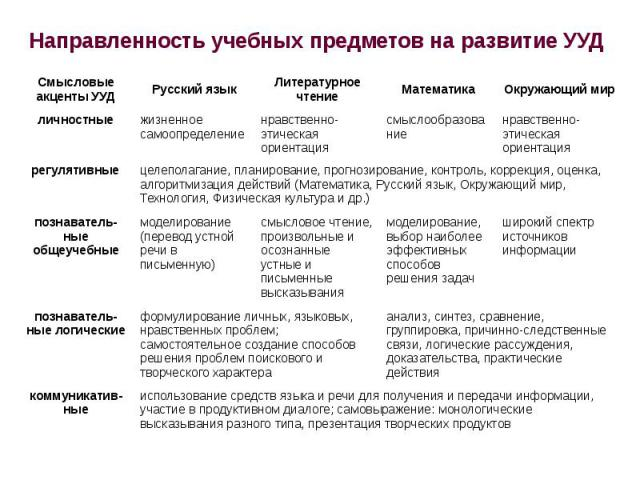 Направленность учебных предметов на развитие УУД
Смысловые акценты УУД
Русский язык
Литературное чтение
Математика
Окружающий мир
личностные
жизненное
самоопределение
нравственно-
этическая
ориентация
смыслообразова
ние
нравственно-
этическая
ориентация
регулятивные
целеполагание, планирование, прогнозирование, контроль, коррекция, оценка,
алгоритмизация действий (Математика, Русский язык, Окружающий мир,
Технология, Физическая культура и др.)
познаватель-
ные
общеучебные
моделирование
(перевод устной
речи в
письменную)
смысловое чтение,
произвольные и
осознанные
устные и
письменные
высказывания
моделирование,
выбор наиболее
эффективных
способов
решения задач
широкий спектр
источников
информации
познаватель-
ные логические
формулирование личных, языковых,
нравственных проблем;
самостоятельное создание способов
решения проблем поискового и
творческого характера
анализ, синтез, сравнение,
группировка, причинно-следственные
связи, логические рассуждения,
доказательства, практические
действия
коммуникатив-
ные
использование средств языка и речи для получения и передачи информации,
участие в продуктивном диалоге; самовыражение: монологические
высказывания разного типа, презентация творческих продуктов